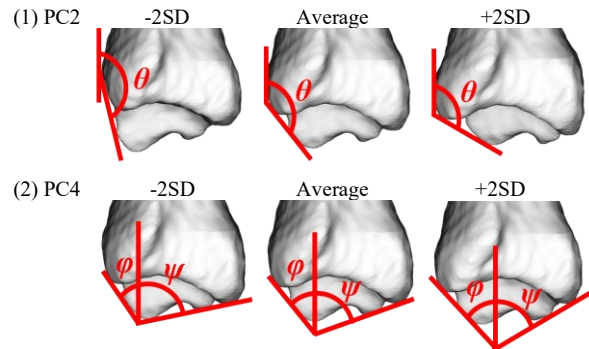 (1) PC2 -2SD Average +2SD
θ θ θ
(2) PC4 -2SD Average +2SD
φ ψ φ ψ φ ψ